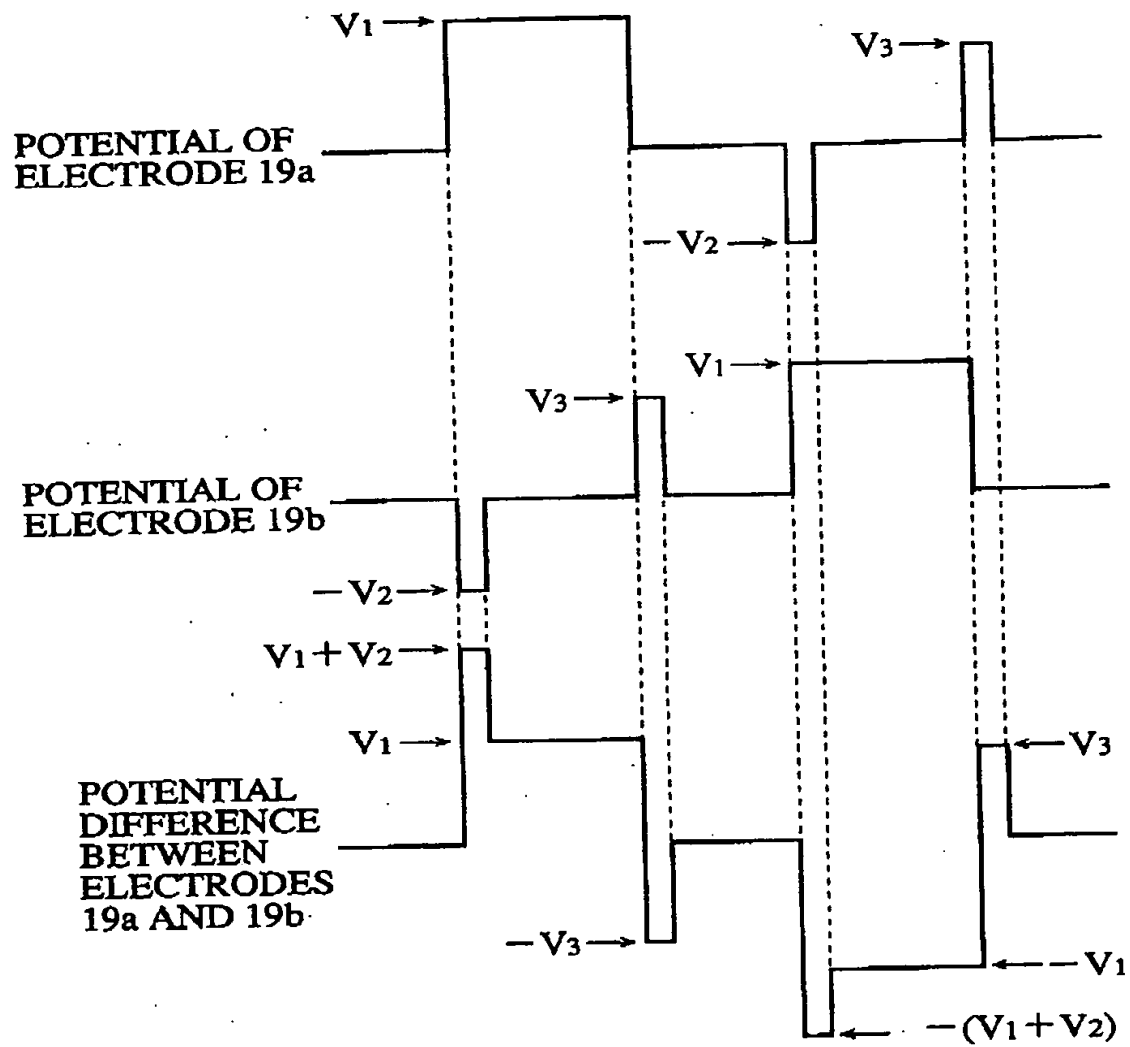 V1
V3
POTENTIAL OF
ELECTRODE 19a
−V2
V1
V3
POTENTIAL OF
ELECTRODE 19b
−V2
V1+V2
V1
V3
POTENTIAL
DIFFERENCE
BETWEEN
ELECTRODES
19a AND 19b
−V3
−V1
−(V1+V2)